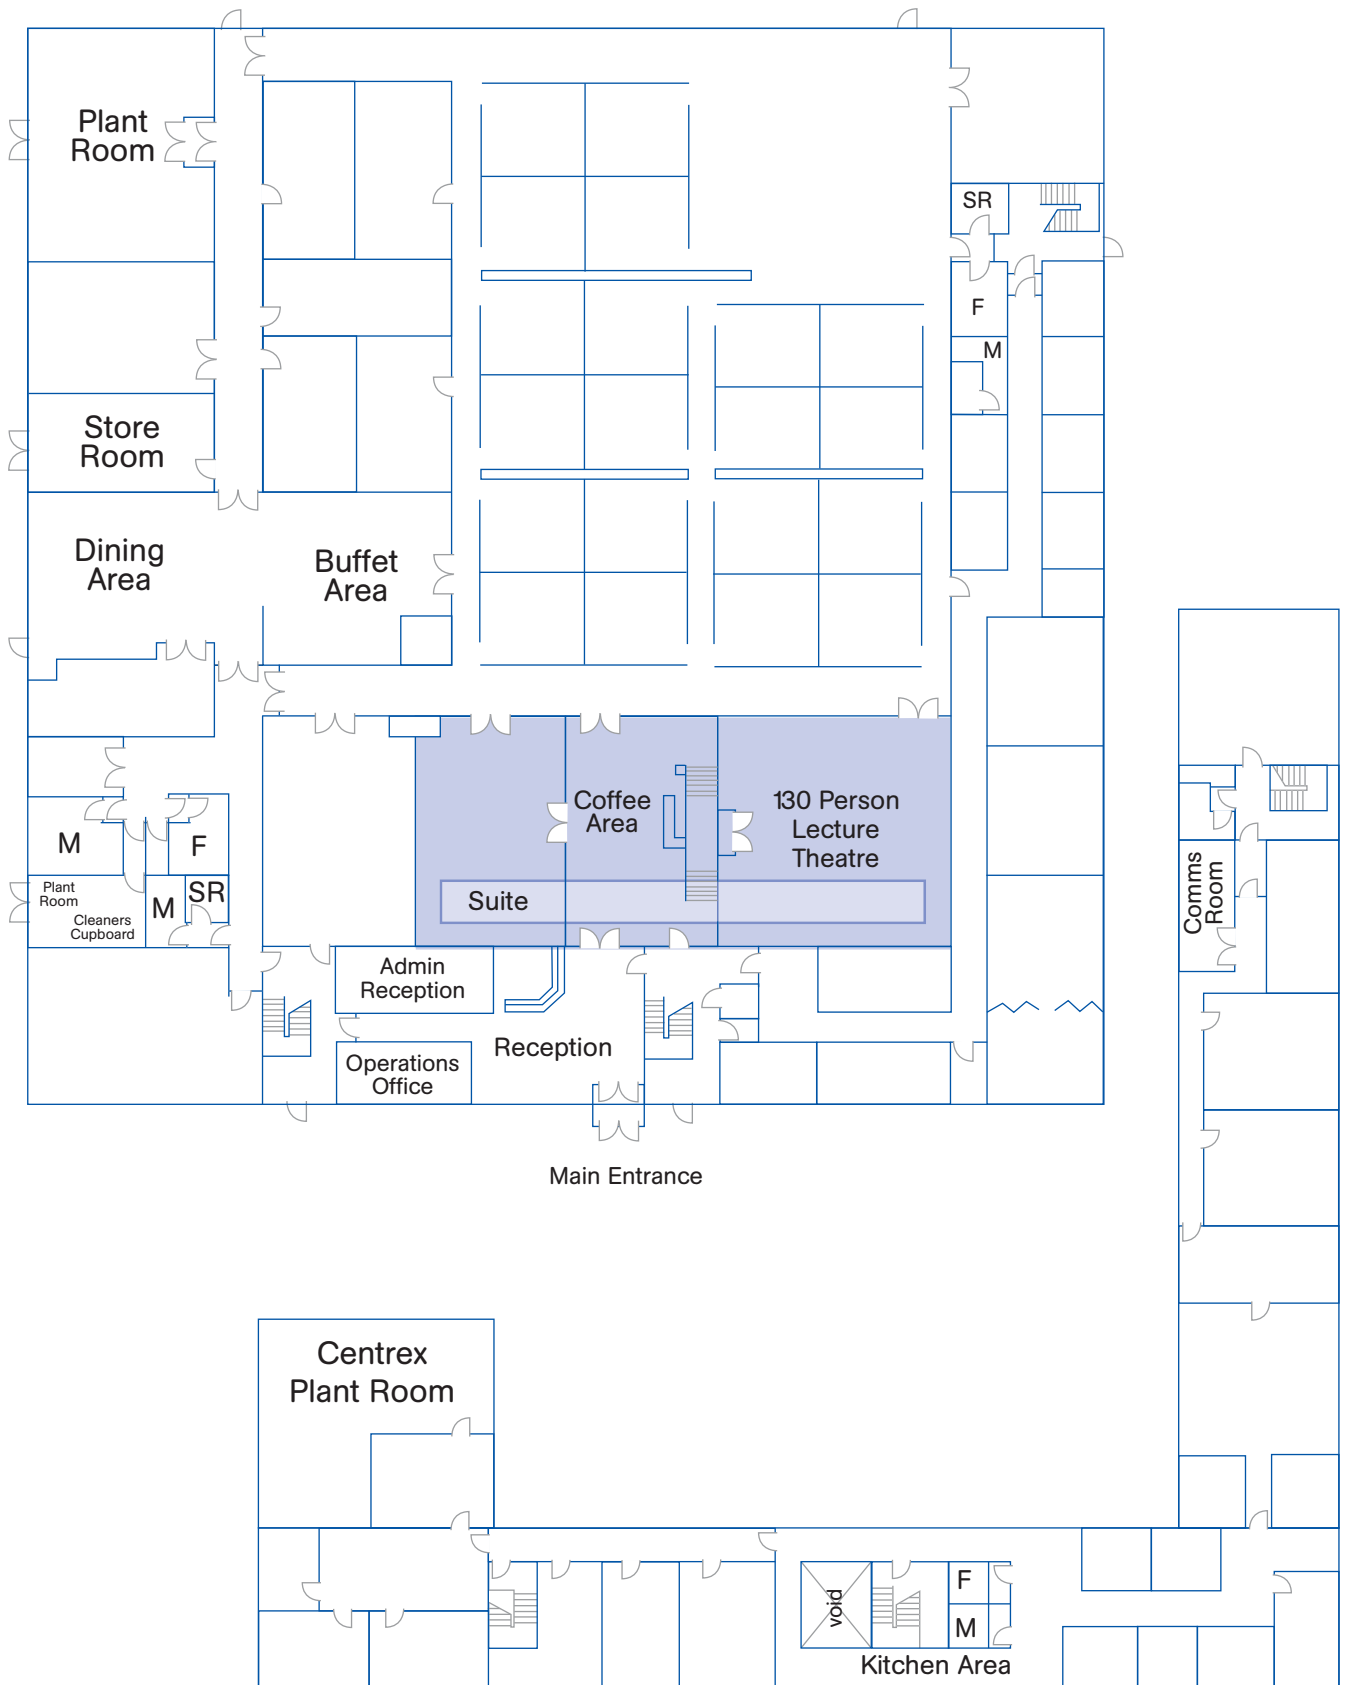 Plant
Room
SR
F
M
Store
Room
Dining
Area
Buffet
Area
Coffee
Area
130 Person
Lecture
Theatre
M
F
Plant
Room
Cleaners
Cupboard
M
SR
Suite
Comms
Room
Admin
Reception
Reception
Operations
Office
Main Entrance
Centrex
Plant Room
void
F
M
Kitchen Area